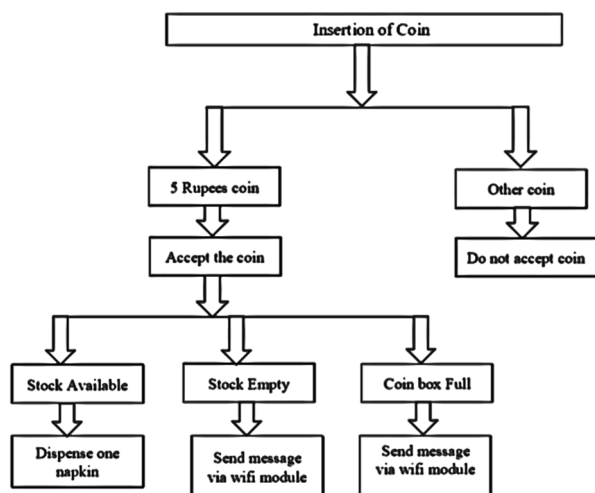 Insertion of Coin
5 Rupees coin
Other coin
Accept the coin
Do not accept coin
Stock Available
Stock Empty
Coin box Full
Dispense one
napkin
Send message
via wifi module
Send message
via wifi module